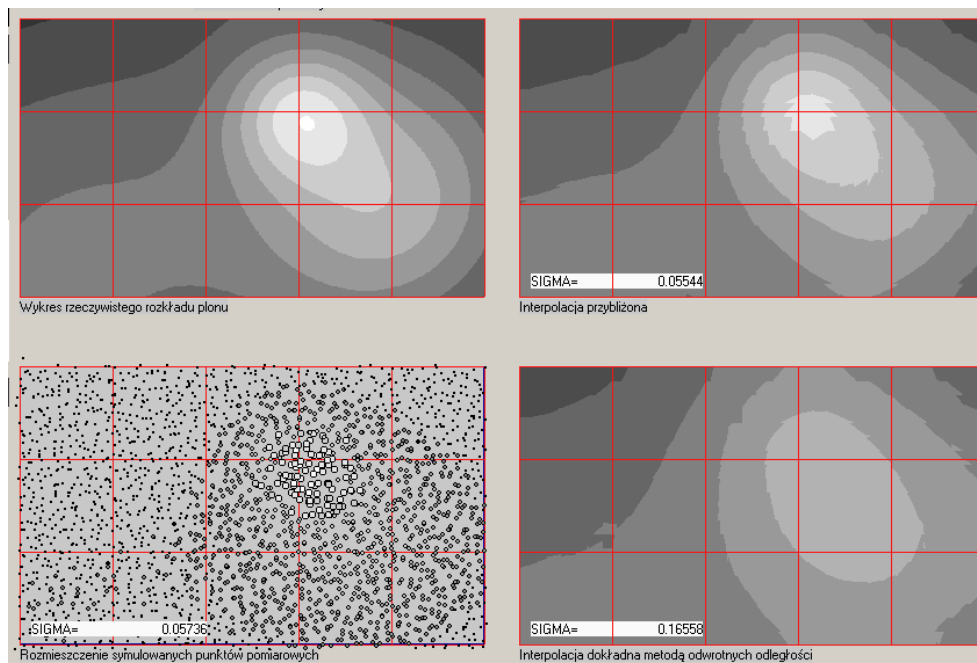 SIGMA= 0.05544
Wykres rzeczywistego rozkładu plonu
Interpolacja przybliżona
SIGMA= 0.05736
SIGMA= 0.16558
Rozmieszczenie symulowanych punktów pomiarowych
Interpolacja dokładna metodą odwrotnych odległości